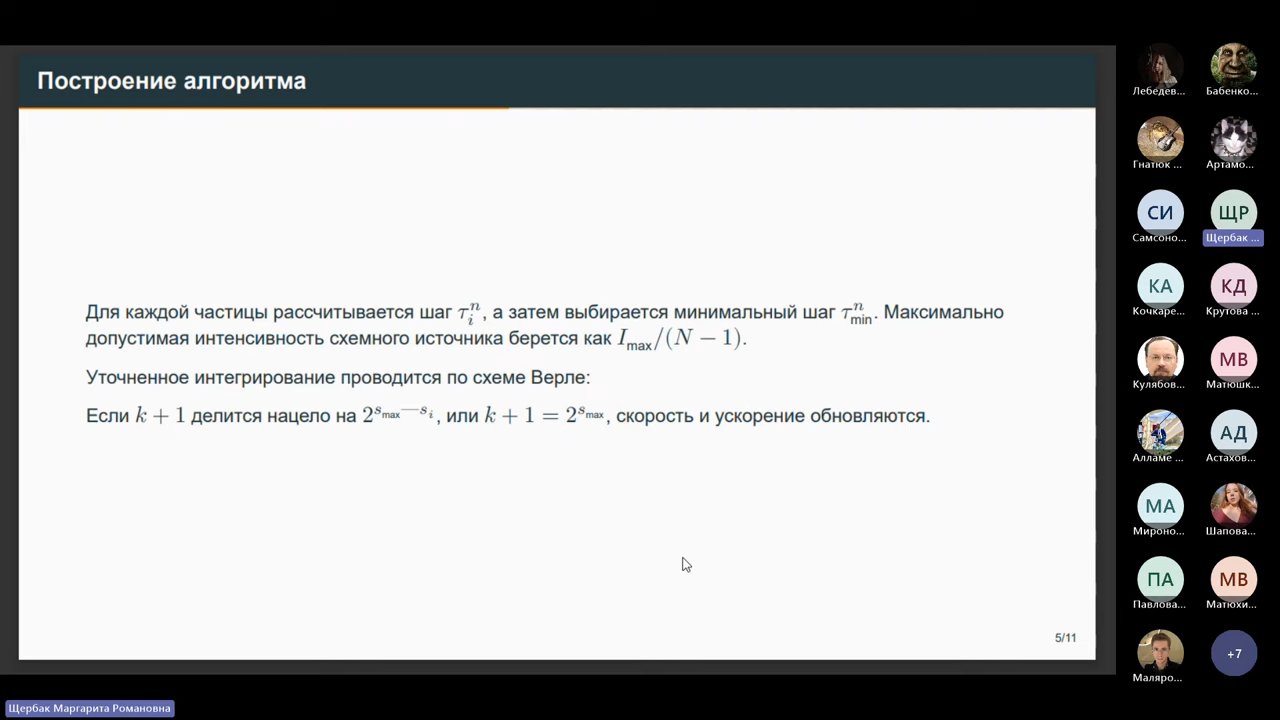 Построение алгоритма
Для каждой частицы рассчитывается шаг τᵢⁿ, а затем выбирается минимальный шаг τ_minⁿ. Максимально
допустимая интенсивность схемного источника берется как I_max/(N − 1).
Уточненное интегрирование проводится по схеме Верле:
Если k + 1 делится нацело на 2^{s_max—s_i}, или k + 1 = 2^{s_max}, скорость и ускорение обновляются.
5/11
Лебедев...
Бабенко...
Гнатюк ...
Артамо...
СИ
ЩР
Самсоно...
Щербак ...
КА
КД
Кочкаре...
Крутова ...
МВ
Кулябов...
Матюшк...
АД
Алламе ...
Астахов...
МА
Мироно...
Шапова...
ПА
МВ
Павлова...
Матюхи...
+7
Маляро...
Щербак Маргарита Романовна